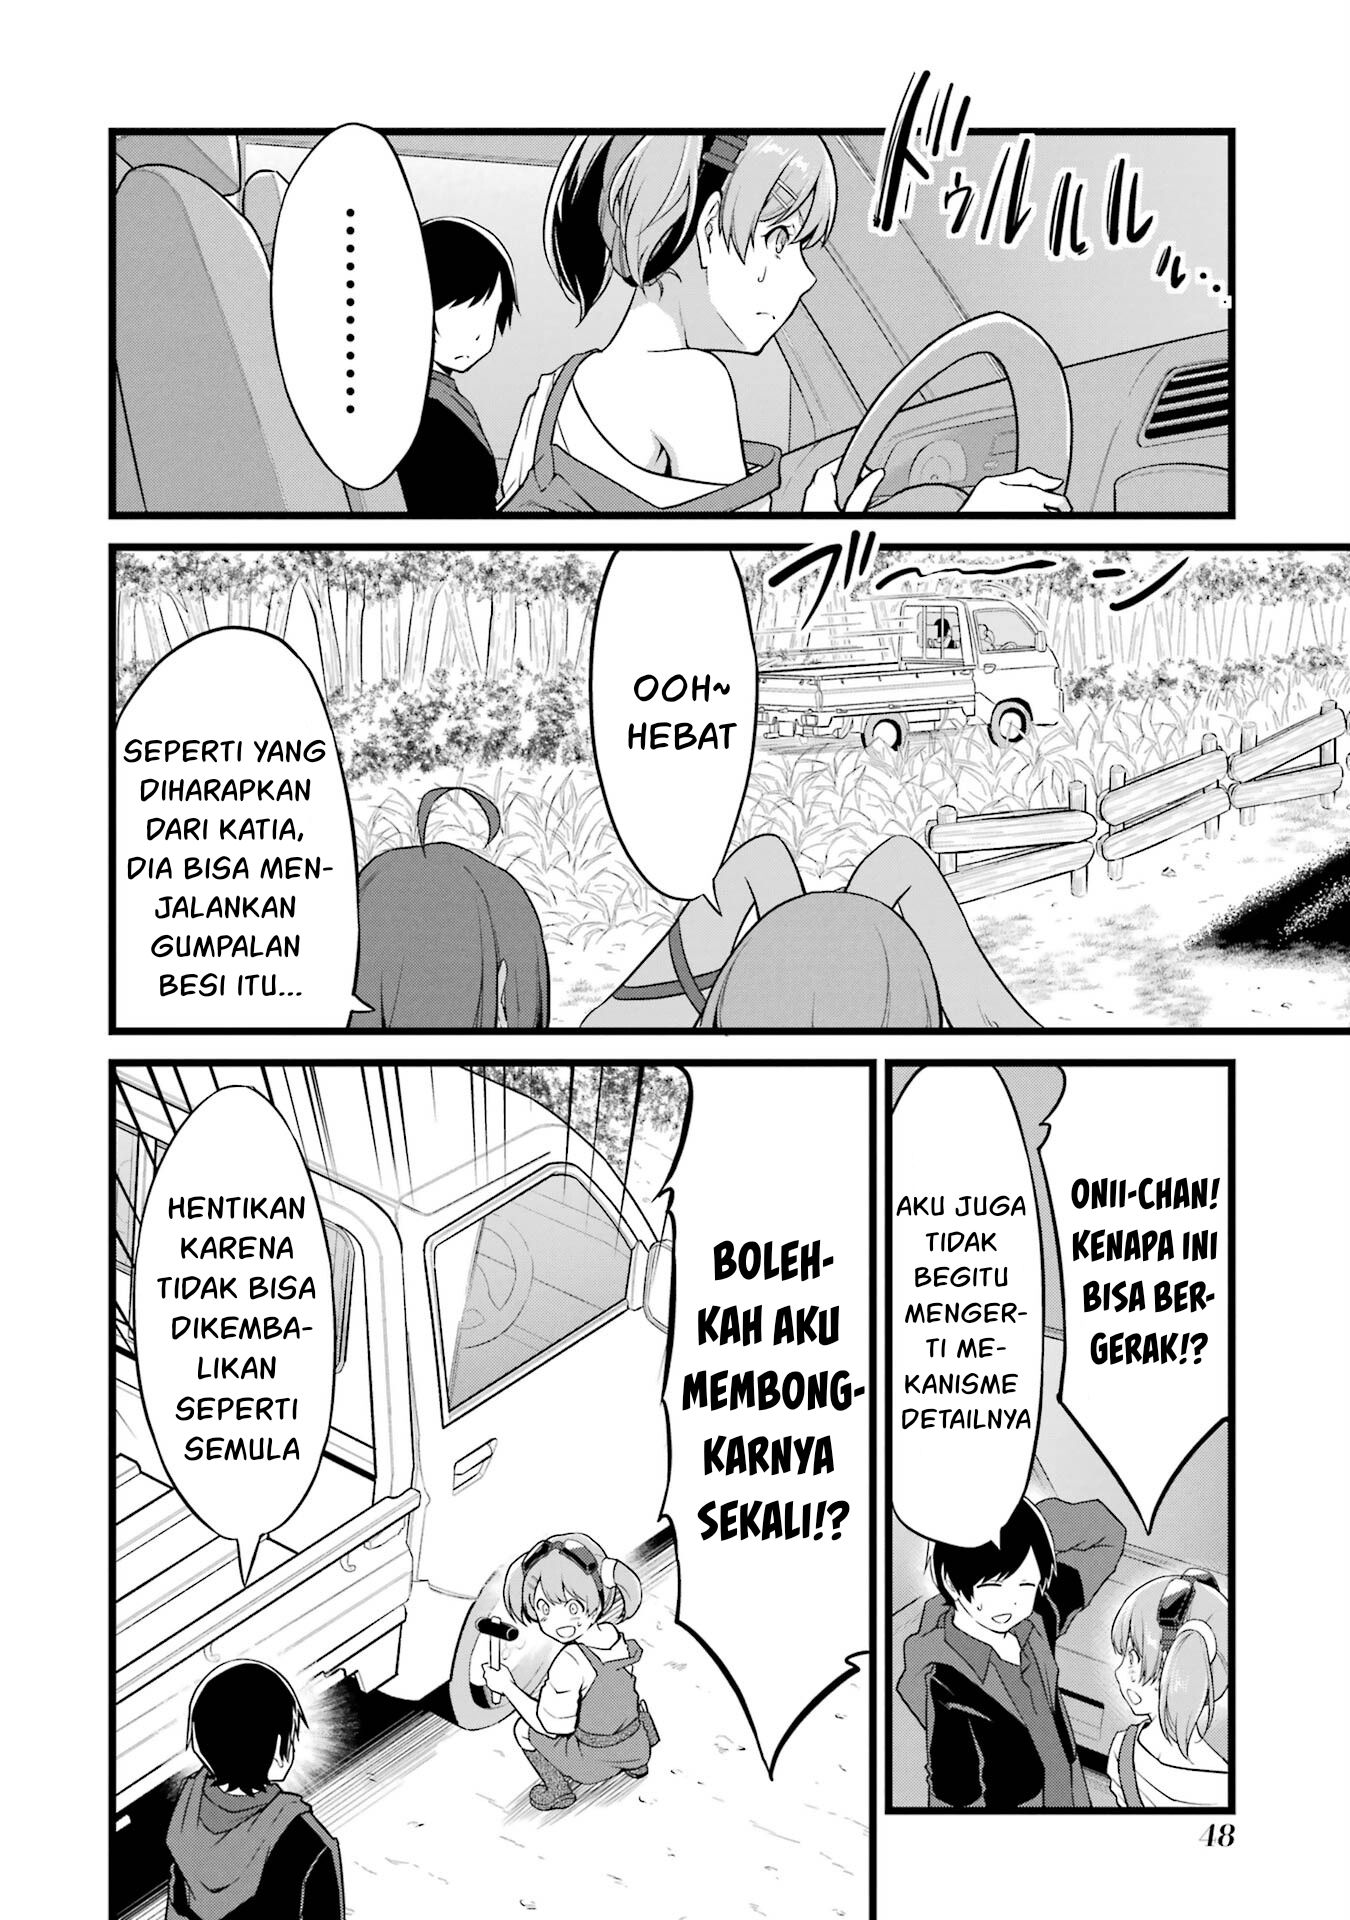 ドゥルルルル...
.........
ブーーーン
OOH~
HEBAT
SEPERTI YANG
DIHARAPKAN
DARI KATIA,
DIA BISA MEN-
JALANKAN
GUMPALAN
BESI ITU...
ONII-CHAN!
KENAPA INI
BISA BER-
GERAK!?
AKU JUGA
TIDAK
BEGITU
MENGER-
TI ME-
KANISME
DETAILNYA
BOLEH-
KAH AKU
MEMBONG-
KARNYA
SEKALI!?
HENTIKAN
KARENA
TIDAK BISA
DIKEMBA-
LIKAN
SEPERTI
SEMULA
48